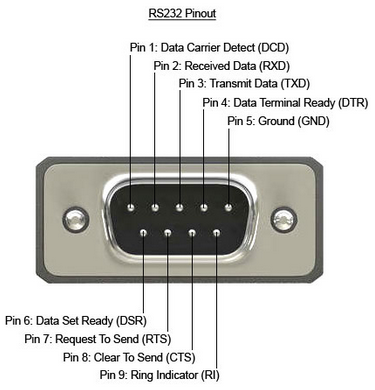 RS232 Pinout
Pin 1: Data Carrier Detect (DCD)
Pin 2: Received Data (RXD)
Pin 3: Transmit Data (TXD)
Pin 4: Data Terminal Ready (DTR)
Pin 5: Ground (GND)
Pin 6: Data Set Ready (DSR)
Pin 7: Request To Send (RTS)
Pin 8: Clear To Send (CTS)
Pin 9: Ring Indicator (RI)